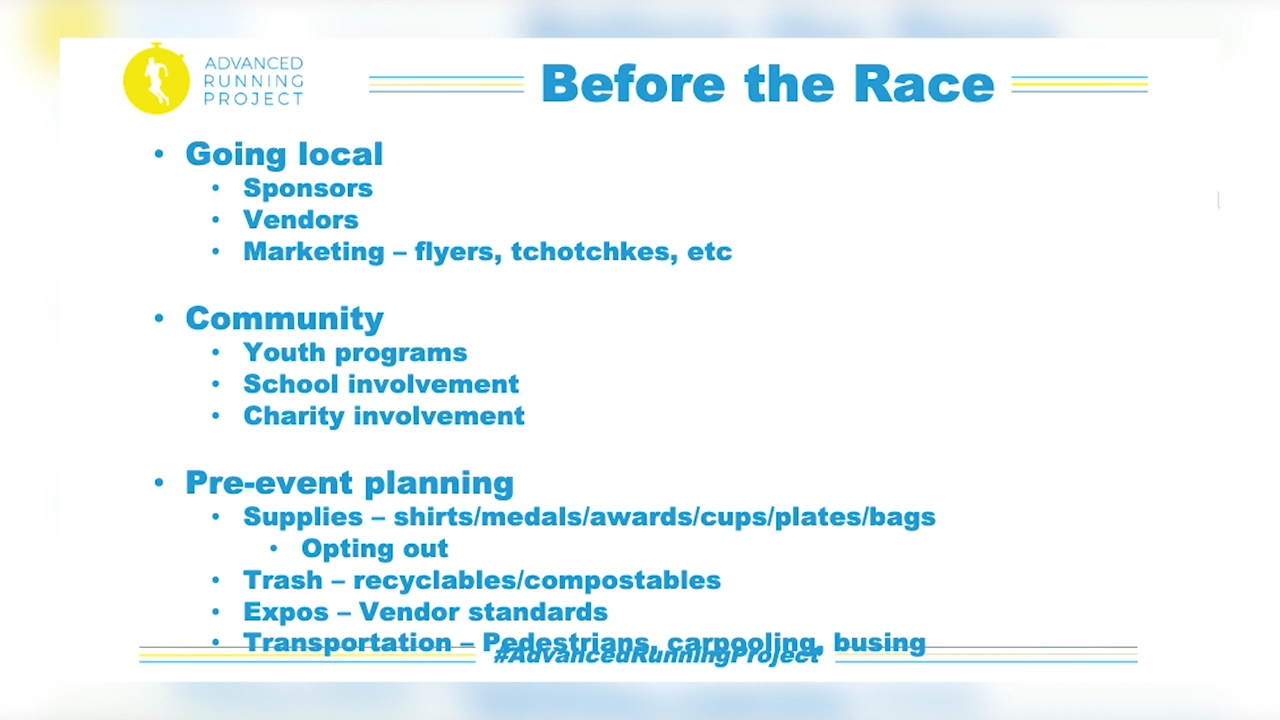 ADVANCED
RUNNING
PROJECT
Before the Race
• Going local
• Sponsors
• Vendors
• Marketing – flyers, tchotchkes, etc
• Community
• Youth programs
• School involvement
• Charity involvement
• Pre-event planning
• Supplies – shirts/medals/awards/cups/plates/bags
• Opting out
• Trash – recyclables/compostables
• Expos – Vendor standards
• Transportation – Pedestrians, carpooling, busing
#AdvancedRunningProject